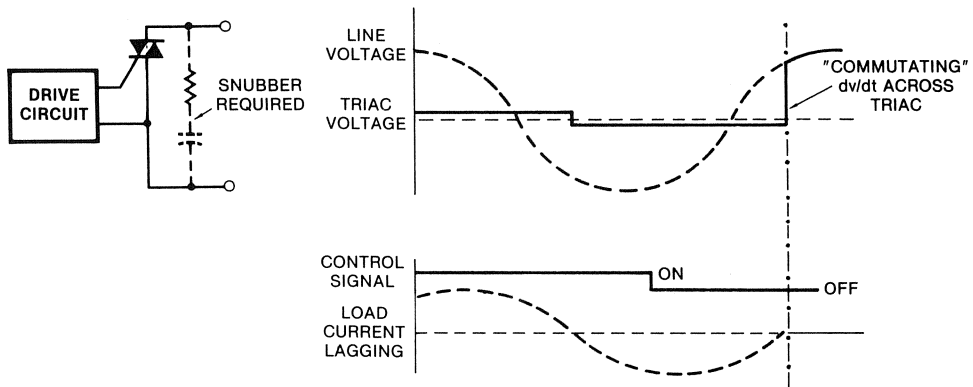 DRIVE
CIRCUIT
SNUBBER
REQUIRED
LINE
VOLTAGE
TRIAC
VOLTAGE
"COMMUTATING"
dv/dt ACROSS
TRIAC
CONTROL
SIGNAL
ON
OFF
LOAD
CURRENT
LAGGING